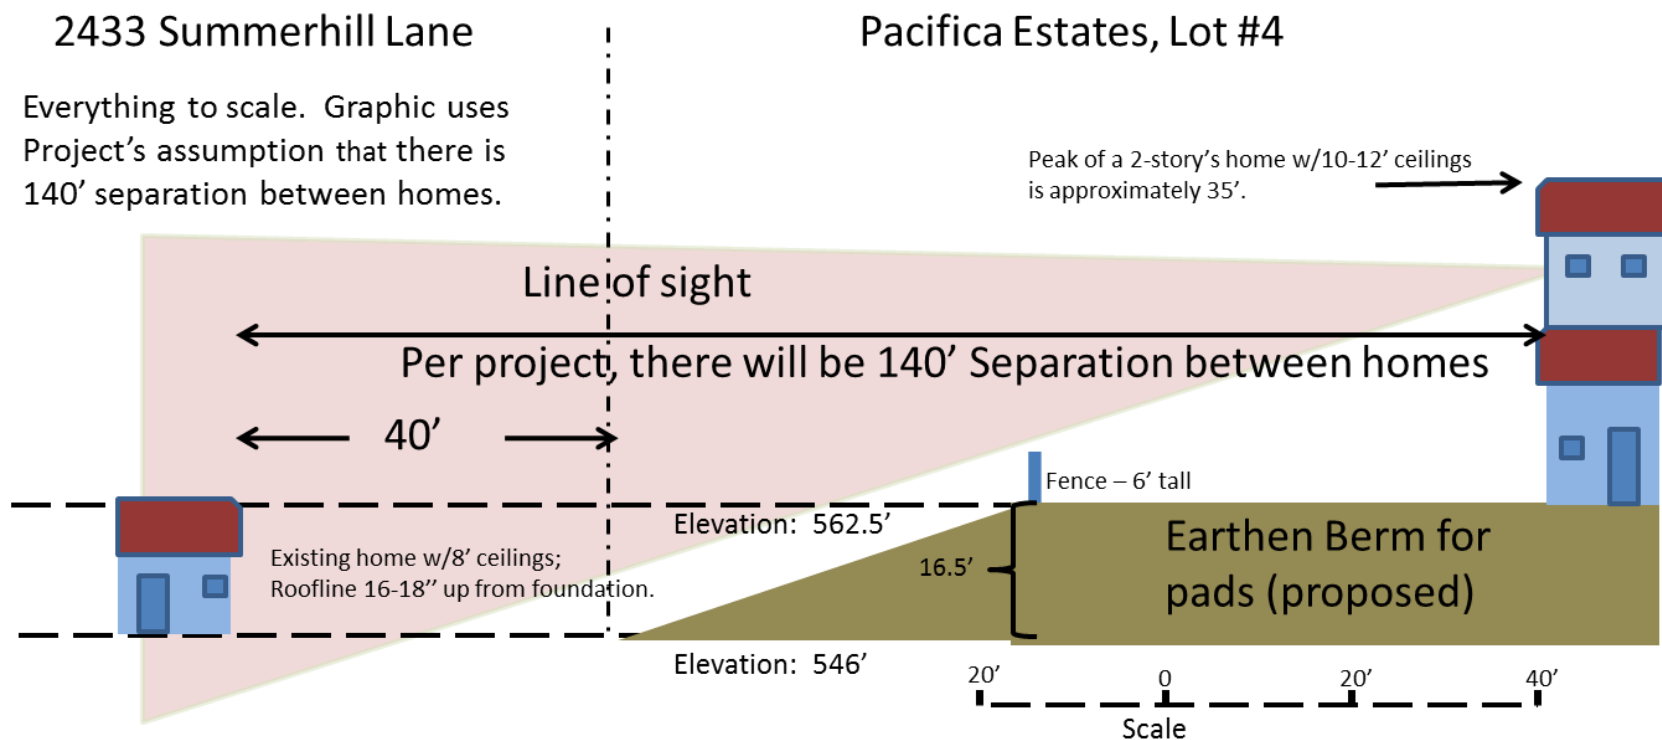 2433 Summerhill Lane
Pacifica Estates, Lot #4
Everything to scale. Graphic uses
Project’s assumption that there is
140’ separation between homes.
Peak of a 2-story’s home w/10-12’ ceilings
is approximately 35’.
Line of sight
Per project, there will be 140’ Separation between homes
40’
Fence – 6’ tall
Elevation: 562.5’
Earthen Berm for
pads (proposed)
Existing home w/8’ ceilings;
Roofline 16-18’’ up from foundation.
16.5’
Elevation: 546’
20’ 0 20’ 40’
Scale